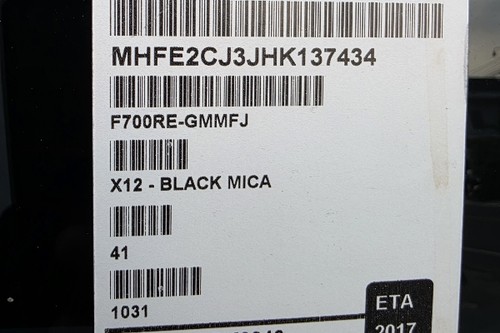 MHFE2CJ3JHK137434
F700RE-GMMFJ
X12 - BLACK MICA
41
1031
ETA
2017